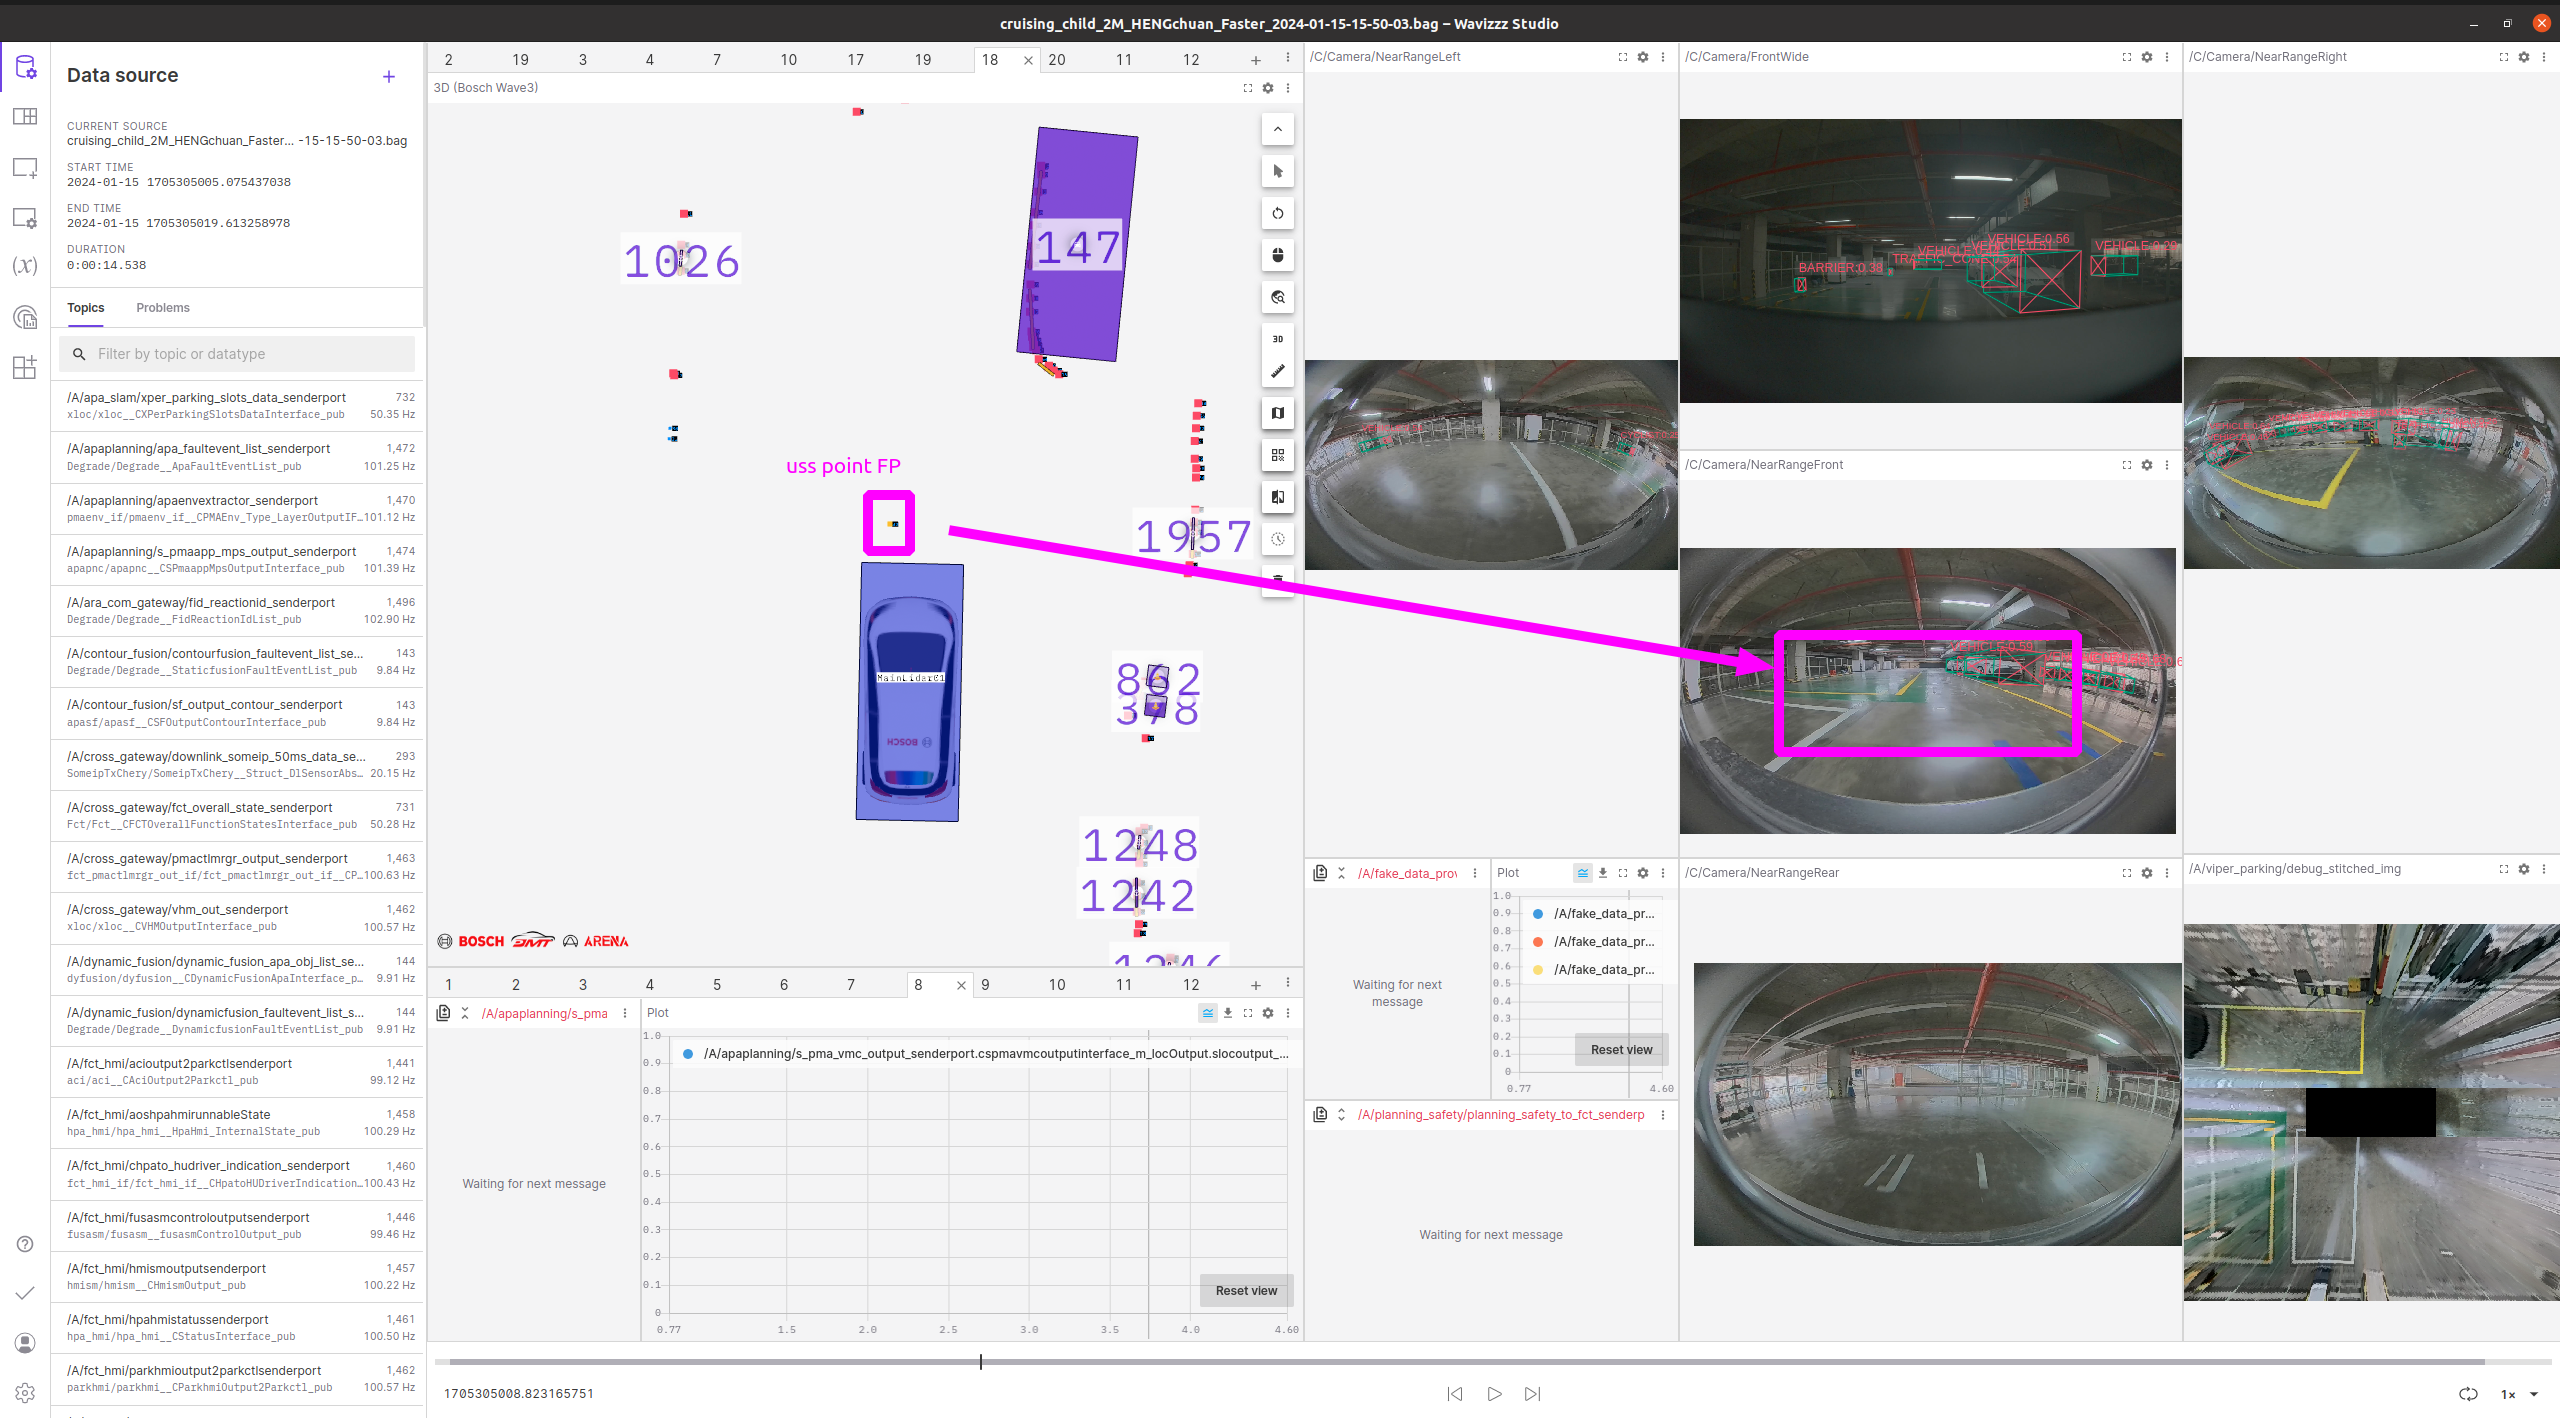 cruising_child_2M_HENGchuan_Faster_2024-01-15-15-50-03.bag – Wavizzz Studio
Data source
CURRENT SOURCE
cruising_child_2M_HENGchuan_Faster... -15-15-50-03.bag
START TIME
2024-01-15 1705305005.075437038
END TIME
2024-01-15 1705305019.613258978
DURATION
0:00:14.538
Topics Problems
Filter by topic or datatype
/A/apa_slam/xper_parking_slots_data_senderport 732
xloc/xloc__CXPerParkingSlotsDataInterface_pub 50.35 Hz
/A/apaplanning/apa_faultevent_list_senderport 1,472
Degrade/Degrade__ApaFaultEventList_pub 101.25 Hz
/A/apaplanning/apaenvextractor_senderport 1,470
pmaenv_if/pmaenv_if__CPMAEnv_Type_LayerOutputIF… 101.12 Hz
/A/apaplanning/s_pmaapp_mps_output_senderport 1,474
apapnc/apapnc__CSPmaappMpsOutputInterface_pub 101.39 Hz
/A/ara_com_gateway/fid_reactionid_senderport 1,496
Degrade/Degrade__FidReactionIdList_pub 102.90 Hz
/A/contour_fusion/contourfusion_faultevent_list_se... 143
Degrade/Degrade__StaticfusionFaultEventList_pub 9.84 Hz
/A/contour_fusion/sf_output_contour_senderport 143
apasf/apasf__CSFOutputContourInterface_pub 9.84 Hz
/A/cross_gateway/downlink_someip_50ms_data_se... 293
SomeipTxChery/SomeipTxChery__Struct_DlSensorAbs… 20.15 Hz
/A/cross_gateway/fct_overall_state_senderport 731
Fct/Fct__CFCTOverallFunctionStatesInterface_pub 50.28 Hz
/A/cross_gateway/pmactlmrgr_output_senderport 1,463
fct_pmactlmrgr_out_if/fct_pmactlmrgr_out_if__CP… 100.63 Hz
/A/cross_gateway/vhm_out_senderport 1,462
xloc/xloc__CVHMOutputInterface_pub 100.57 Hz
/A/dynamic_fusion/dynamic_fusion_apa_obj_list_se... 144
dyfusion/dyfusion__CDynamicFusionApaInterface_p… 9.91 Hz
/A/dynamic_fusion/dynamicfusion_faultevent_list_s... 144
Degrade/Degrade__DynamicfusionFaultEventList_pub 9.91 Hz
/A/fct_hmi/acioutput2parkctlsenderport 1,441
aci/aci__CAciOutput2Parkctl_pub 99.12 Hz
/A/fct_hmi/aoshpahmirunnableState 1,458
hpa_hmi/hpa_hmi__HpaHmi_InternalState_pub 100.29 Hz
/A/fct_hmi/chpato_hudriver_indication_senderport 1,460
fct_hmi_if/fct_hmi_if__CHpatoHUDriverIndication… 100.43 Hz
/A/fct_hmi/fusasmcontroloutputsenderport 1,446
fusasm/fusasm__fusasmControlOutput_pub 99.46 Hz
/A/fct_hmi/hmismoutputsenderport 1,457
hmism/hmism__CHmismOutput_pub 100.22 Hz
/A/fct_hmi/hpahmistatussenderport 1,461
hpa_hmi/hpa_hmi__CStatusInterface_pub 100.50 Hz
/A/fct_hmi/parkhmioutput2parkctlsenderport 1,462
parkhmi/parkhmi__CParkhmiOutput2Parkctl_pub 100.57 Hz
2 19 3 4 7 10 17 19 18 20 11 12
3D (Bosch Wave3)
1026
147
uss point FP
1957
MainLidar01
BOSCH
862
378
1248
1242
1246
BOSCH ARENA
3D
1 2 3 4 5 6 7 8 9 10 11 12
/A/apaplanning/s_pma
Waiting for next message
Plot
/A/apaplanning/s_pma_vmc_output_senderport.cspmavmcoutputinterface_m_locOutput.slocoutput_...
1.0
0.9
0.8
0.7
0.6
0.5
0.4
0.3
0.2
0.1
0
0.77 1.5 2.0 2.5 3.0 3.5 4.0 4.60
Reset view
/C/Camera/NearRangeLeft
/C/Camera/FrontWide
BARRIER:0.38
VEHICLE:0.56
/C/Camera/NearRangeRight
/C/Camera/NearRangeFront
VEHICLE:0.59
/A/fake_data_prov
Waiting for next
message
Plot
/A/fake_data_pr...
/A/fake_data_pr...
/A/fake_data_pr...
1.0
0.9
0.8
0.7
0.6
0.5
0.4
0.3
0.2
0.1
0
0.77 4.60
Reset view
/A/planning_safety/planning_safety_to_fct_senderp
Waiting for next message
/C/Camera/NearRangeRear
/A/viper_parking/debug_stitched_img
1705305008.823165751
1×